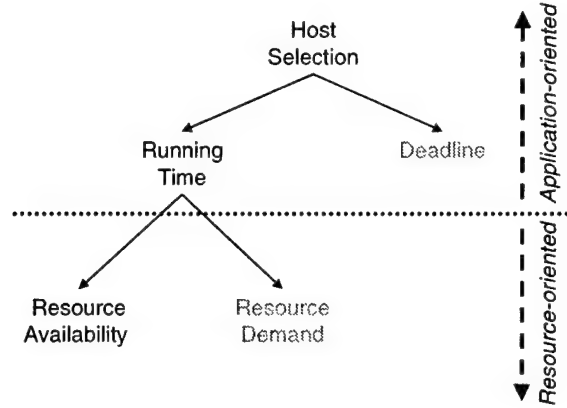 Host
Selection
Running
Time
Deadline
Resource
Availability
Resource
Demand
Application-oriented
Resource-oriented